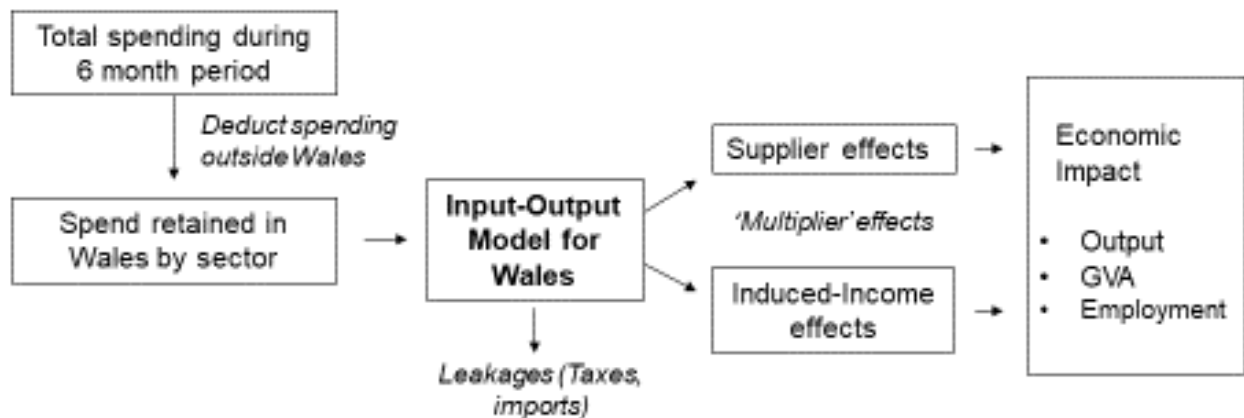 Total spending during
6 month period
Deduct spending
outside Wales
Spend retained in
Wales by sector
Input-Output
Model for
Wales
Leakages (Taxes,
imports)
Supplier effects
'Multiplier' effects
Induced-Income
effects
Economic
Impact
• Output
• GVA
• Employment